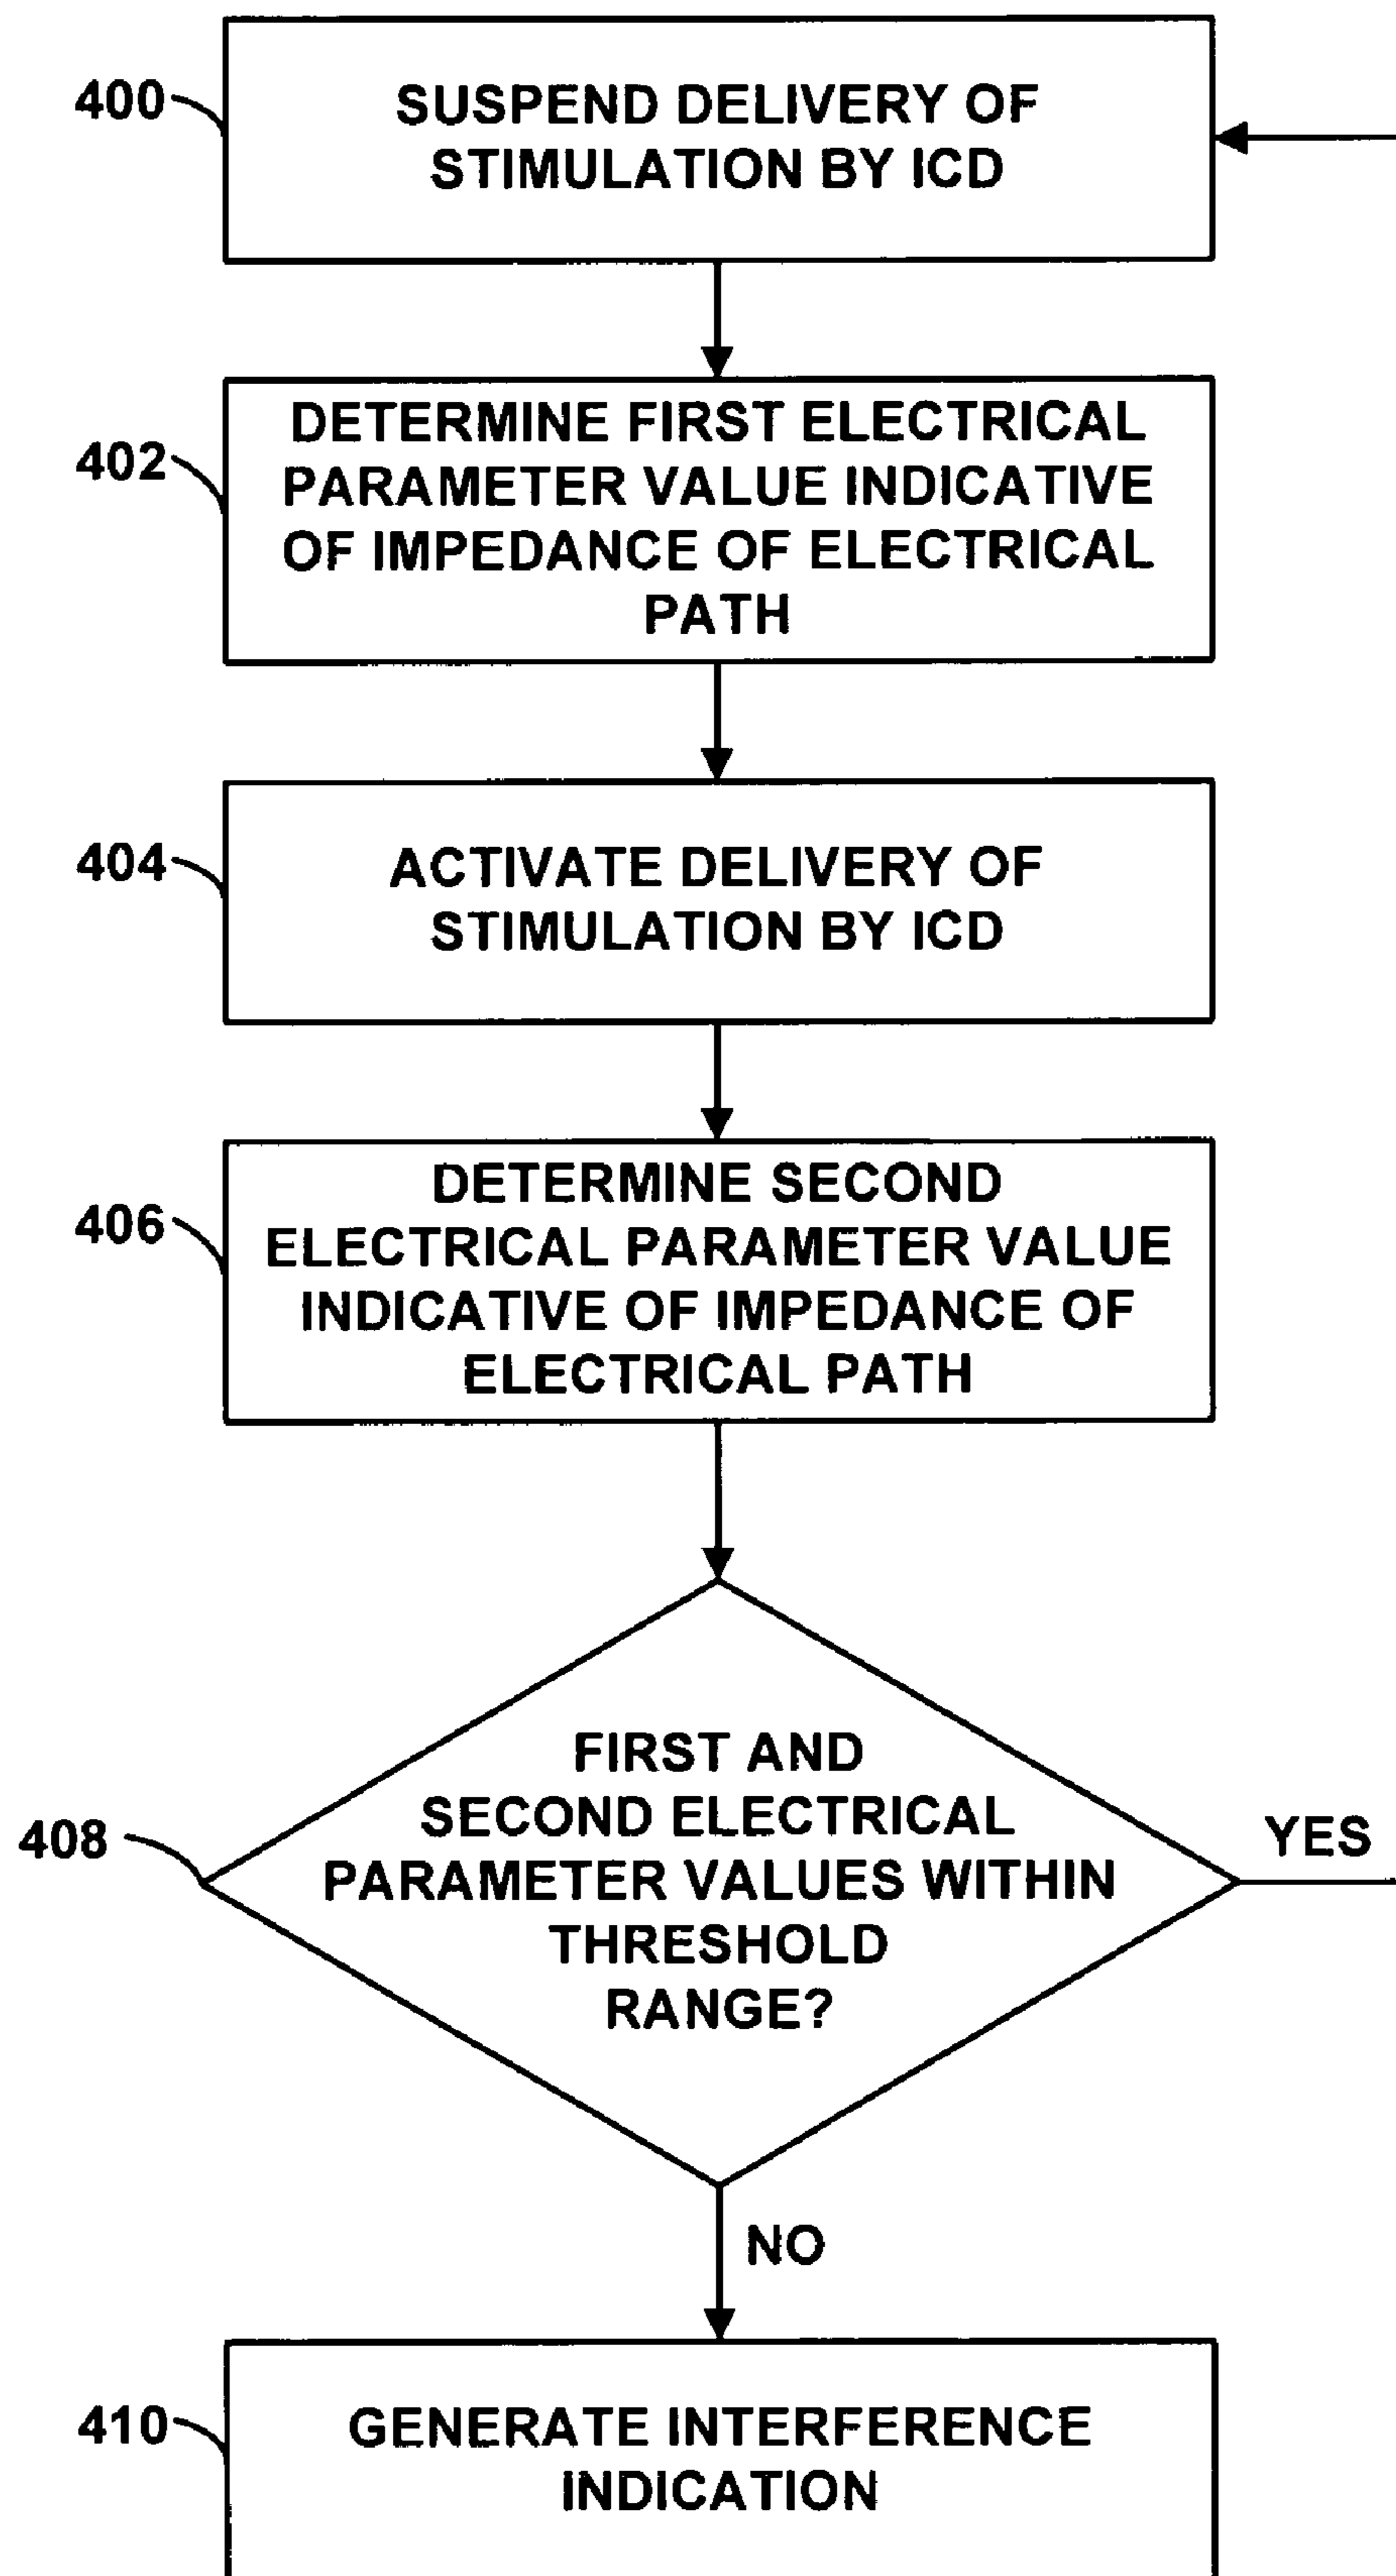 400
SUSPEND DELIVERY OF
STIMULATION BY ICD
402
DETERMINE FIRST ELECTRICAL
PARAMETER VALUE INDICATIVE
OF IMPEDANCE OF ELECTRICAL
PATH
404
ACTIVATE DELIVERY OF
STIMULATION BY ICD
406
DETERMINE SECOND
ELECTRICAL PARAMETER VALUE
INDICATIVE OF IMPEDANCE OF
ELECTRICAL PATH
408
FIRST AND
SECOND ELECTRICAL
PARAMETER VALUES WITHIN
THRESHOLD
RANGE?
YES
NO
410
GENERATE INTERFERENCE
INDICATION